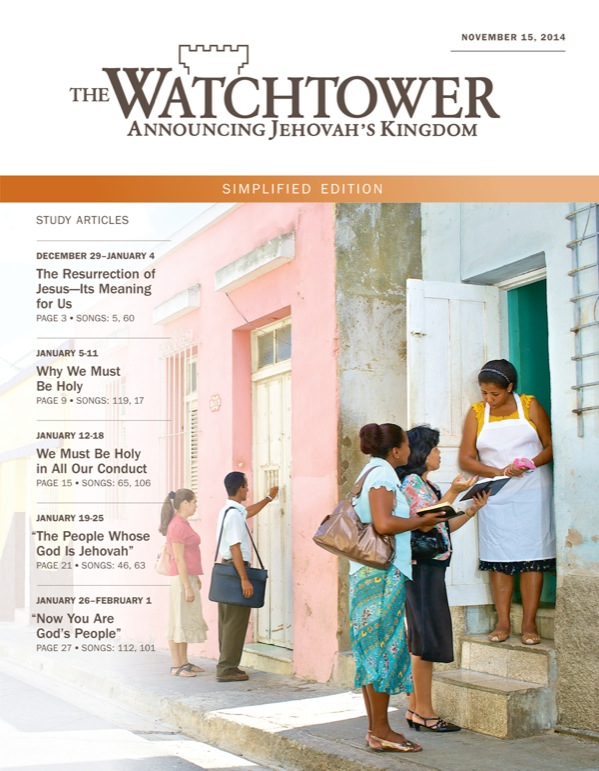 NOVEMBER 15, 2014
THE WATCHTOWER
ANNOUNCING JEHOVAH'S KINGDOM
SIMPLIFIED EDITION
STUDY ARTICLES
DECEMBER 29–JANUARY 4
The Resurrection of
Jesus—Its Meaning
for Us
PAGE 3 • SONGS: 5, 60
JANUARY 5-11
Why We Must
Be Holy
PAGE 9 • SONGS: 119, 17
JANUARY 12-18
We Must Be Holy
in All Our Conduct
PAGE 15 • SONGS: 65, 106
JANUARY 19-25
“The People Whose
God Is Jehovah”
PAGE 21 • SONGS: 46, 63
JANUARY 26–FEBRUARY 1
“Now You Are
God’s People”
PAGE 27 • SONGS: 112, 101